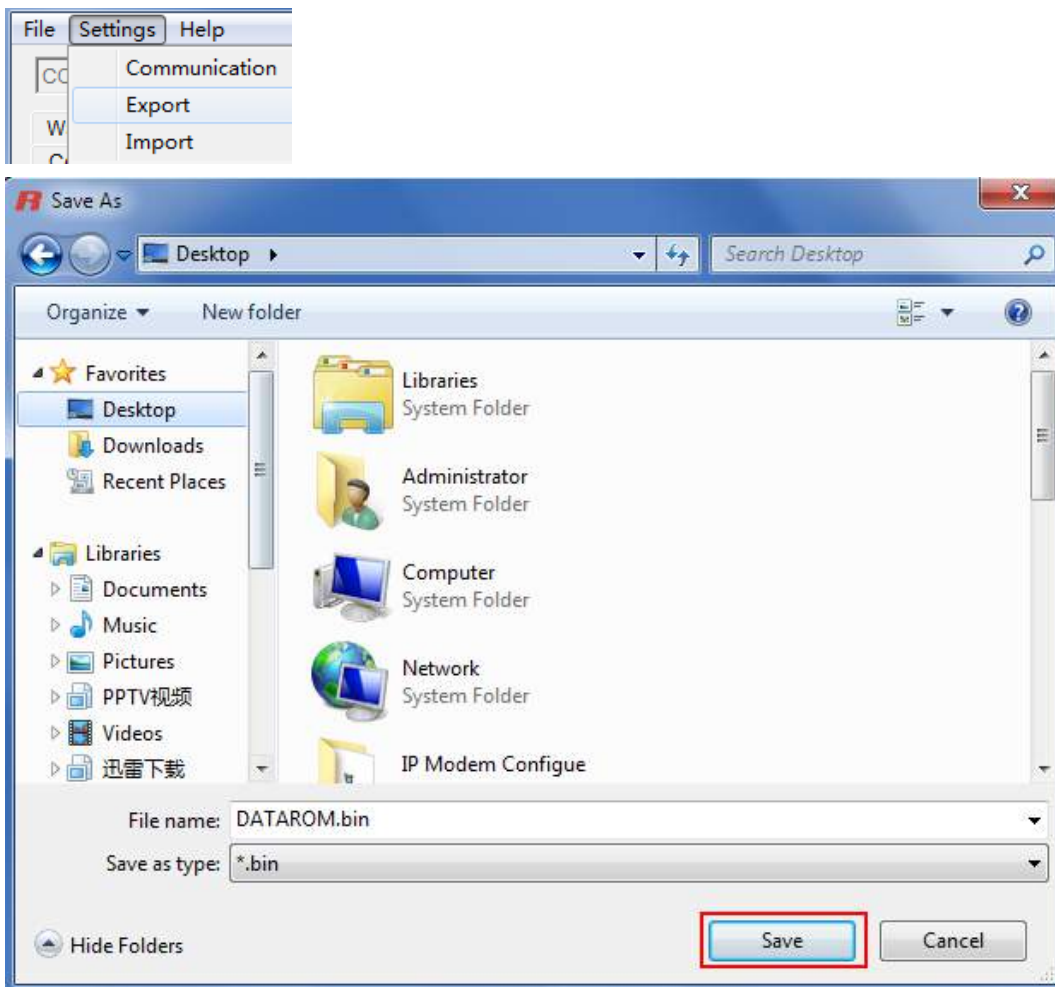 File Settings Help
CO
Communication
Export
W
Import
Co
Save As
Desktop
Search Desktop
Organize New folder
Favorites
Desktop
Downloads
Recent Places
Libraries
Documents
Music
Pictures
PPTV视频
Videos
迅雷下载
Libraries
System Folder
Administrator
System Folder
Computer
System Folder
Network
System Folder
IP Modem Configue
File name: DATAROM.bin
Save as type: *.bin
Hide Folders
Save
Cancel